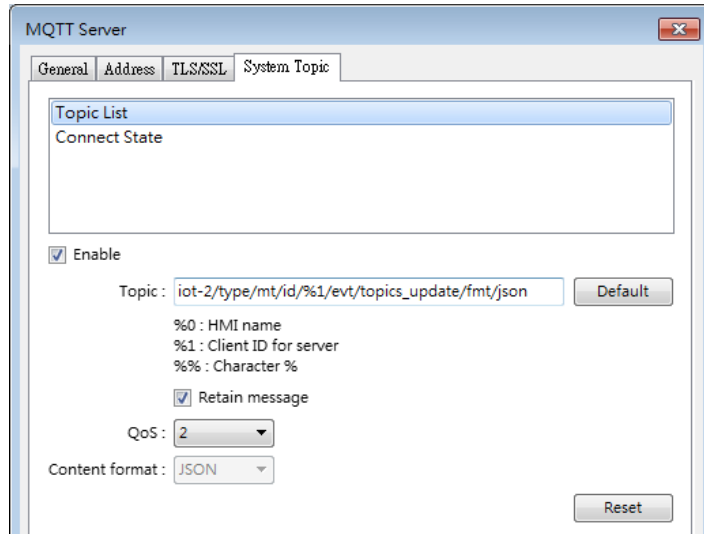 MQTT Server
General Address TLS/SSL System Topic
Topic List
Connect State
Enable
Topic : iot-2/type/mt/id/%1/evt/topics_update/fmt/json Default
%0 : HMI name
%1 : Client ID for server
%% : Character %
Retain message
QoS : 2
Content format : JSON
Reset